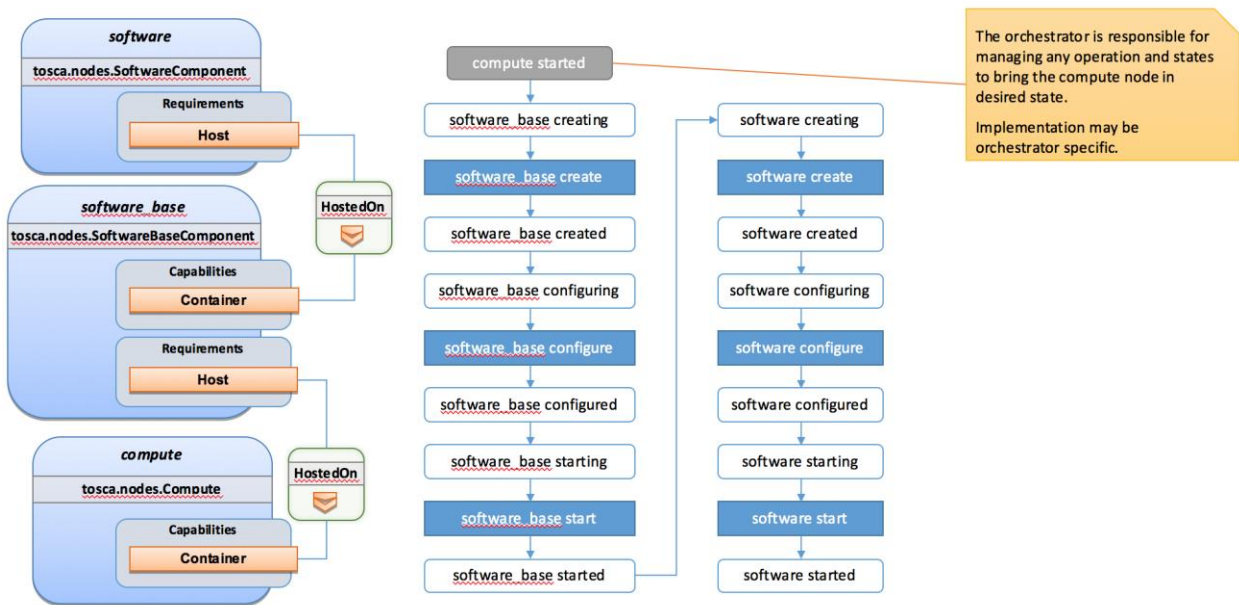 software
tosca.nodes.SoftwareComponent
Requirements
Host
software_base
tosca.nodes.SoftwareBaseComponent
Capabilities
Container
Requirements
Host
compute
tosca.nodes.Compute
Capabilities
Container
HostedOn
HostedOn
compute started
software_base creating
software_base create
software_base created
software_base configuring
software_base configure
software_base configured
software_base starting
software_base start
software_base started
software creating
software create
software created
software configuring
software configure
software configured
software starting
software start
software started
The orchestrator is responsible for
managing any operation and states
to bring the compute node in
desired state.
Implementation may be
orchestrator specific.